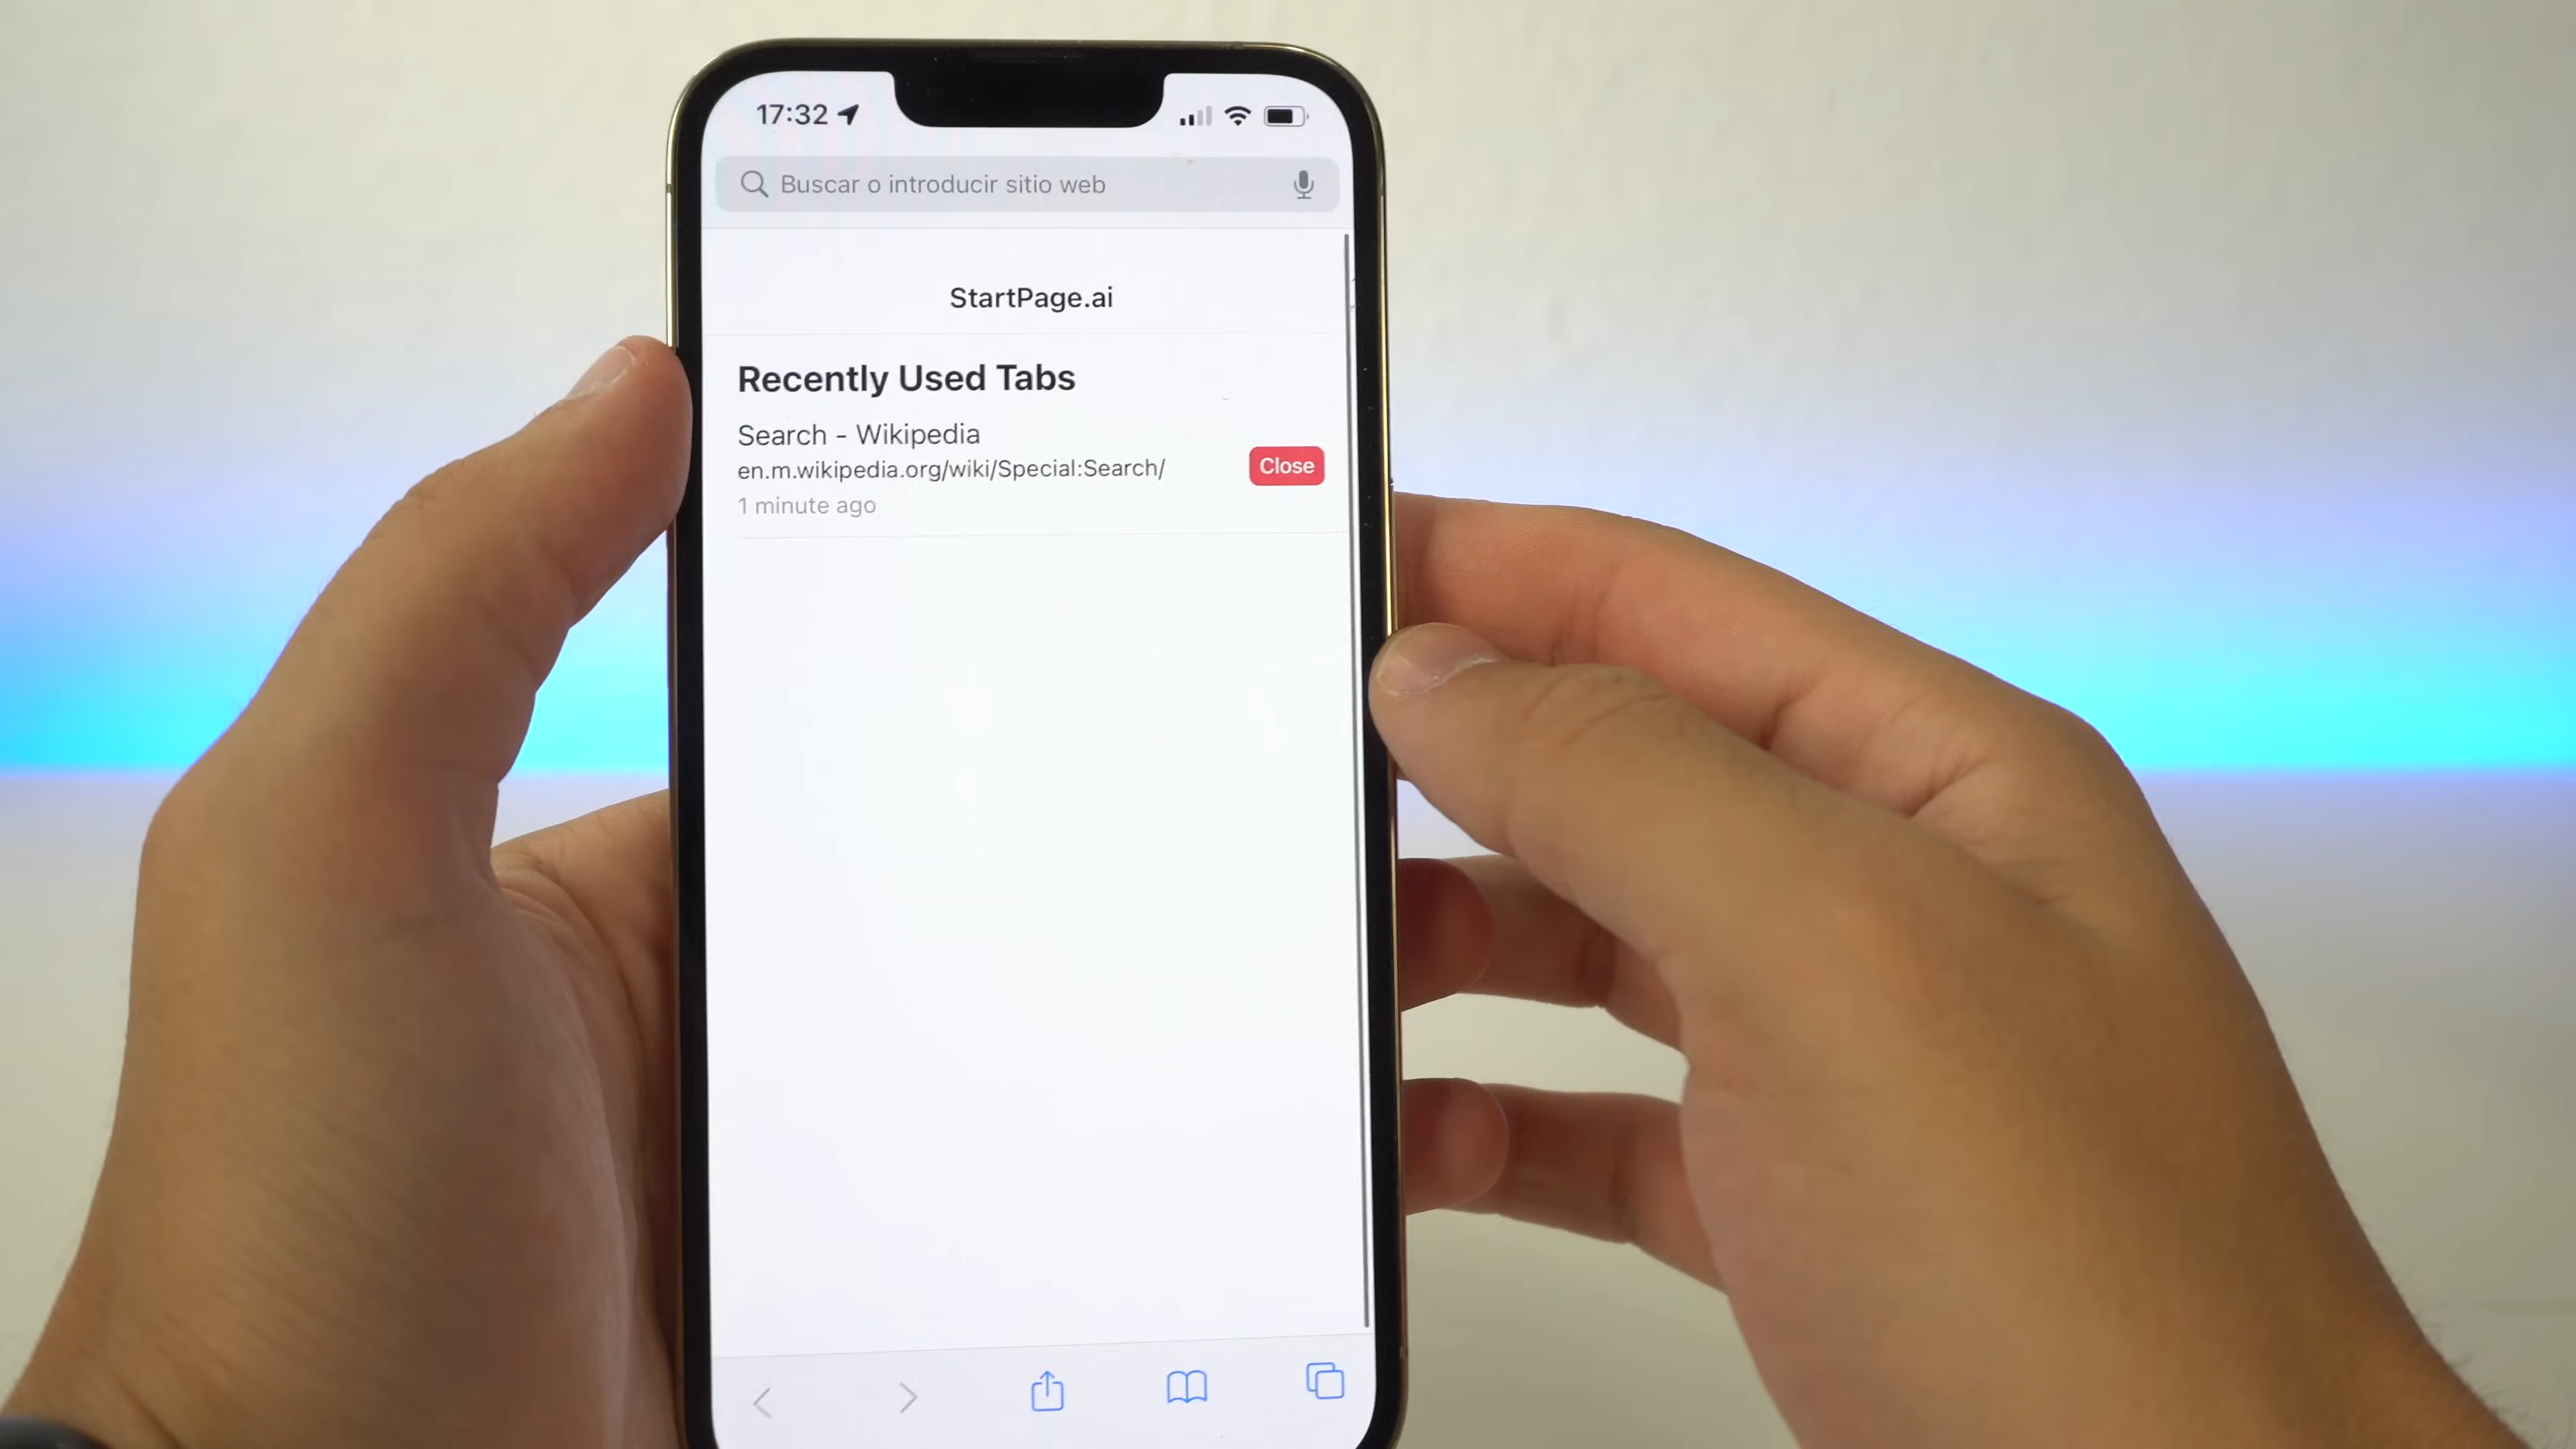 17:32
Buscar o introducir sitio web
StartPage.ai
Recently Used Tabs
Search - Wikipedia
en.m.wikipedia.org/wiki/Special:Search/
Close
1 minute ago